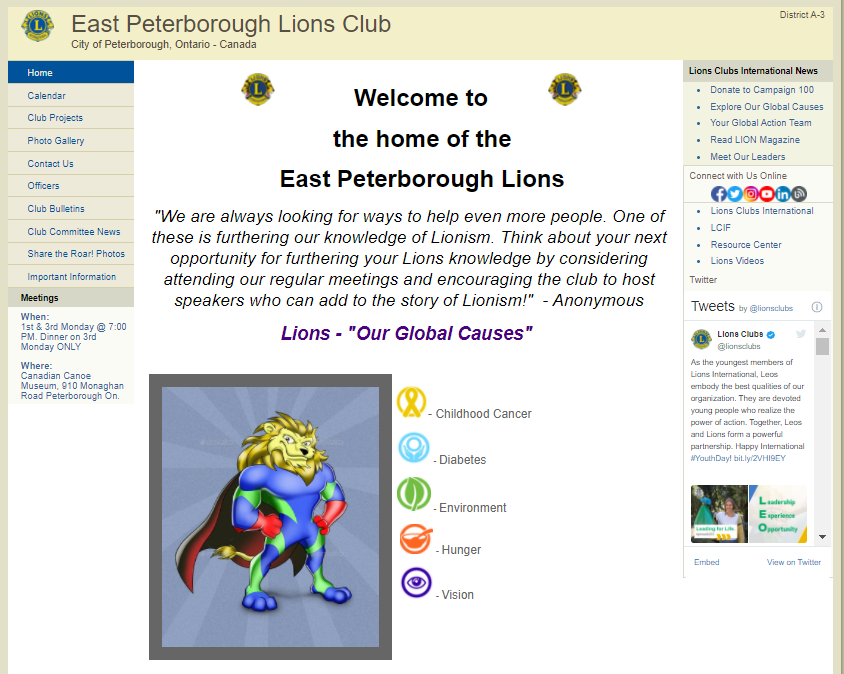 East Peterborough Lions Club
City of Peterborough, Ontario - Canada
District A-3
Home
Calendar
Club Projects
Photo Gallery
Contact Us
Officers
Club Bulletins
Club Committee News
Share the Roar! Photos
Important Information
Meetings
When:
1st & 3rd Monday @ 7:00
PM. Dinner on 3rd
Monday ONLY
Where:
Canadian Canoe
Museum, 910 Monaghan
Road Peterborough On.
Welcome to
the home of the
East Peterborough Lions
"We are always looking for ways to help even more people. One of
these is furthering our knowledge of Lionism. Think about your next
opportunity for furthering your Lions knowledge by considering
attending our regular meetings and encouraging the club to host
speakers who can add to the story of Lionism!" - Anonymous
Lions - "Our Global Causes"
- Childhood Cancer
- Diabetes
- Environment
- Hunger
- Vision
Lions Clubs International News
Donate to Campaign 100
Explore Our Global Causes
Your Global Action Team
Read LION Magazine
Meet Our Leaders
Connect with Us Online
Lions Clubs International
LCIF
Resource Center
Lions Videos
Twitter
Tweets by @lionsclubs
Lions Clubs
@lionsclubs
As the youngest members of
Lions International, Leos
embody the best qualities of our
organization. They are devoted
young people who realize the
power of action. Together, Leos
and Lions form a powerful
partnership. Happy International
#YouthDay! bit.ly/2VHI9EY
Leading for Life.
Leadership
Experience
Opportunity
Embed
View on Twitter